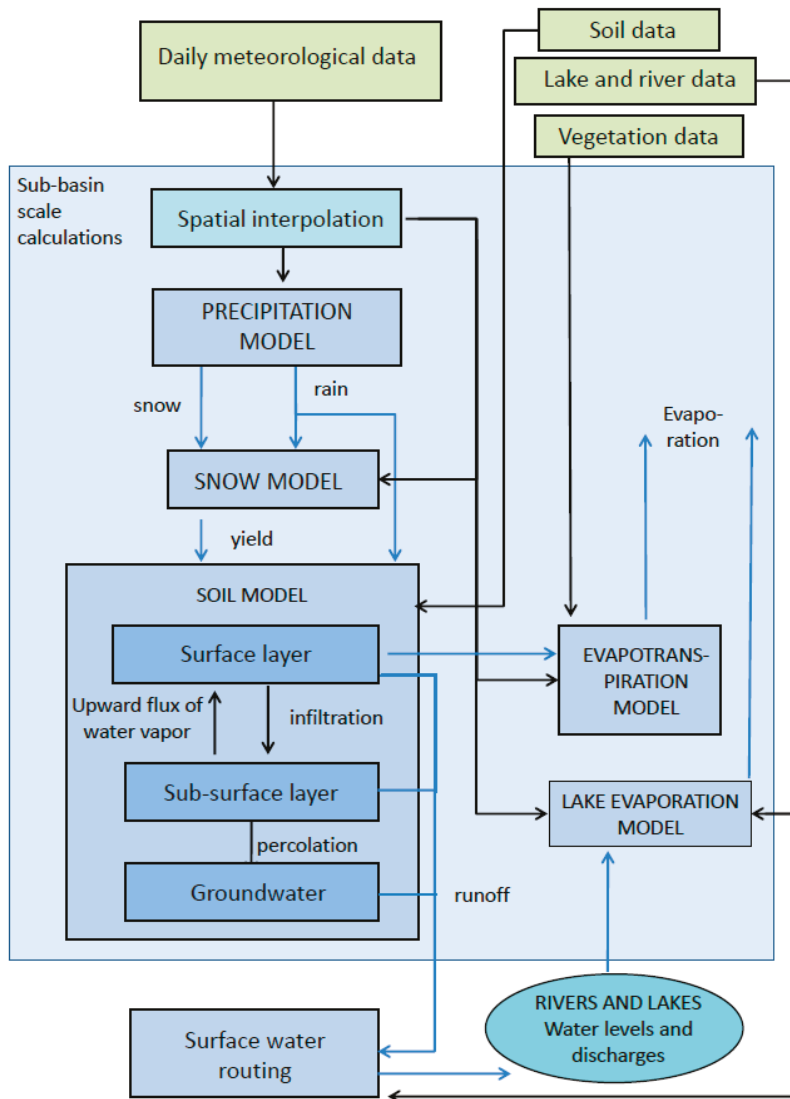 Daily meteorological data
Soil data
Lake and river data
Vegetation data
Sub-basin
scale
calculations
Spatial interpolation
PRECIPITATION
MODEL
snow
rain
Evapo-
ration
SNOW MODEL
yield
SOIL MODEL
Surface layer
EVAPOTRANS-
PIRATION
MODEL
Upward flux of
water vapor
infiltration
Sub-surface layer
LAKE EVAPORATION
MODEL
percolation
Groundwater
runoff
RIVERS AND LAKES
Water levels and
discharges
Surface water
routing